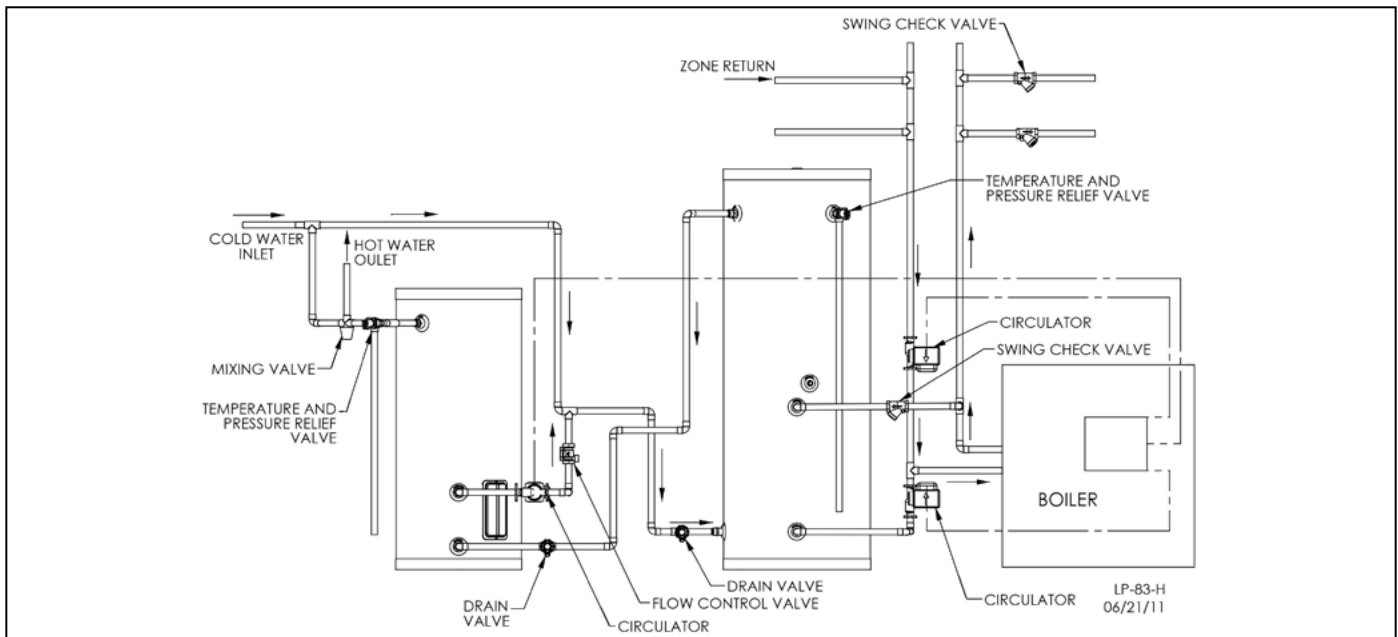 SWING CHECK VALVE
ZONE RETURN
TEMPERATURE AND
PRESSURE RELIEF VALVE
COLD WATER
INLET
HOT WATER
OULET
CIRCULATOR
SWING CHECK VALVE
MIXING VALVE
TEMPERATURE AND
PRESSURE RELIEF
VALVE
BOILER
DRAIN VALVE
FLOW CONTROL VALVE
DRAIN
VALVE
CIRCULATOR
CIRCULATOR
LP-83-H
06/21/11